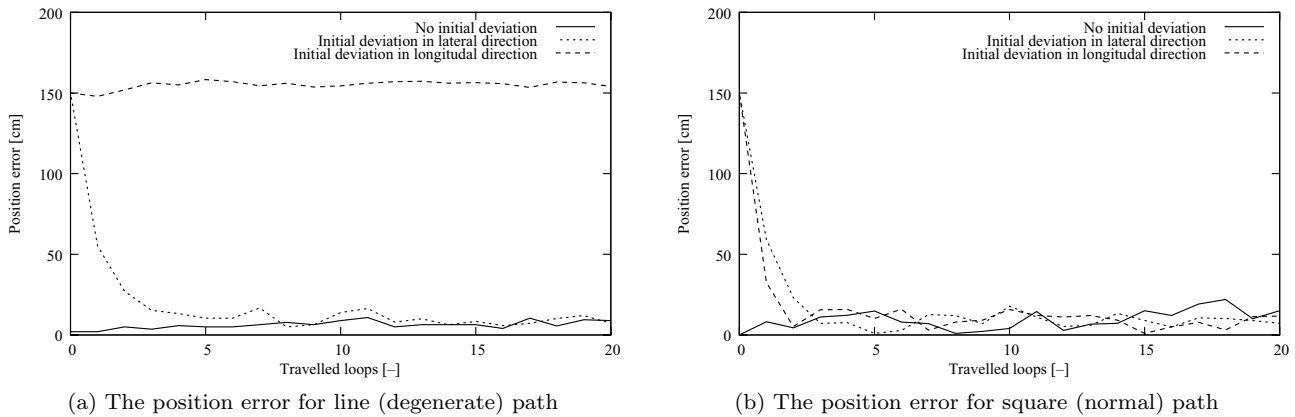 200
150
100
50
0
Position error [cm]
No initial deviation
Initial deviation in lateral direction
Initial deviation in longitudal direction
0
5
10
15
20
Travelled loops [–]
(a) The position error for line (degenerate) path
200
150
100
50
0
Position error [cm]
No initial deviation
Initial deviation in lateral direction
Initial deviation in longitudal direction
0
5
10
15
20
Travelled loops [–]
(b) The position error for square (normal) path